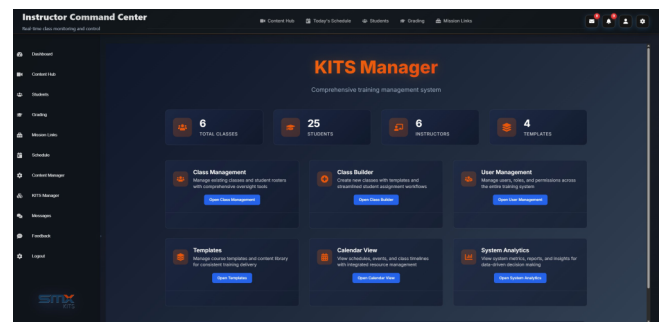 Instructor Command Center
Real-time class monitoring and control
Content Hub
Today's Schedule
Students
Grading
Mission Links
Dashboard
Content Hub
Students
Grading
Mission Links
Schedule
Content Manager
KITS Manager
Messages
Feedback
Logout
SMX
KITS
KITS Manager
Comprehensive training management system
6
TOTAL CLASSES
25
STUDENTS
6
INSTRUCTORS
4
TEMPLATES
Class Management
Manage existing classes and student rosters
with comprehensive oversight tools
Open Class Management
Class Builder
Create new classes with templates and
streamlined student assignment workflows
Open Class Builder
User Management
Manage users, roles, and permissions across
the entire training system
Open User Management
Templates
Manage course templates and content library
for consistent training delivery
Open Templates
Calendar View
View schedules, events, and class timelines
with integrated resource management
Open Calendar View
System Analytics
View system metrics, reports, and insights for
data-driven decision making
Open System Analytics